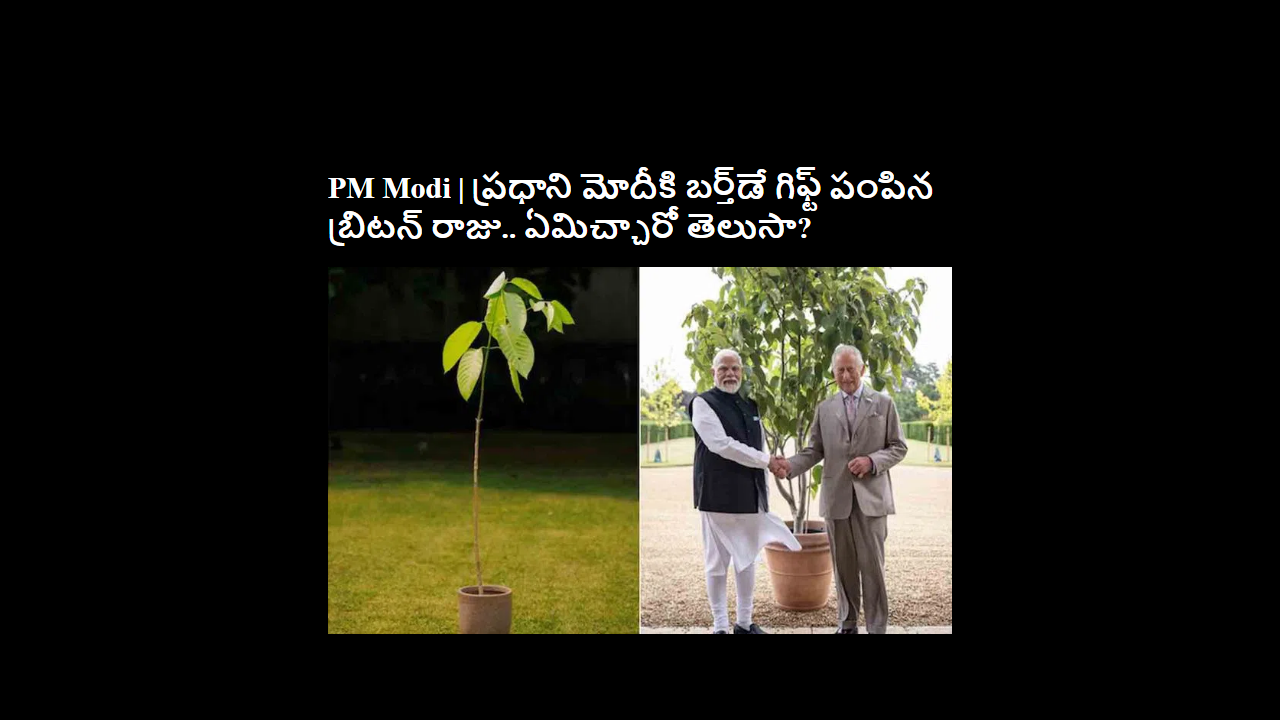 PM Modi | ప్రధాని మోదీకి బర్త్‌డే గిఫ్ట్ పంపిన
బ్రిటన్ రాజు.. ఏమిచ్చారో తెలుసా?